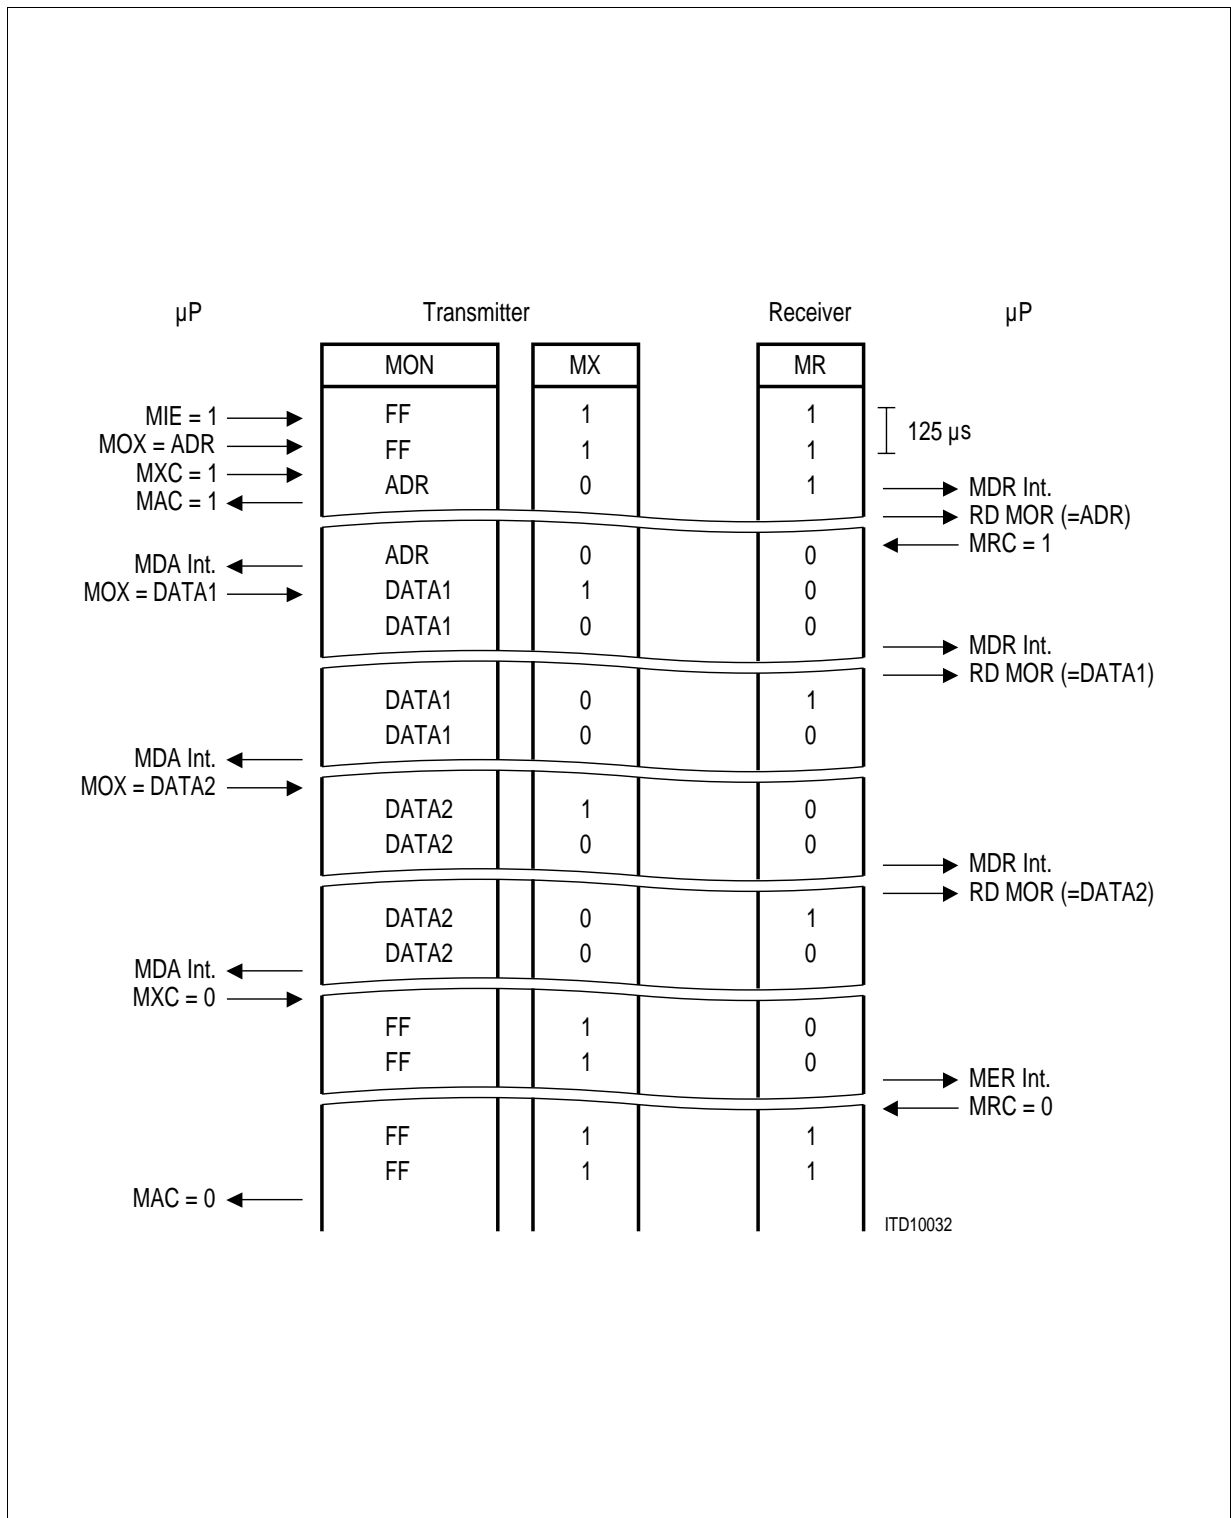 µP Transmitter Receiver µP
MON MX MR
MIE = 1 FF 1 1
125 µs
MOX = ADR FF 1 1
MXC = 1
ADR 0 1 MDR Int.
MAC = 1
RD MOR (=ADR)
MRC = 1
ADR 0 0
MDA Int.
MOX = DATA1 DATA1 1 0
DATA1 0 0
MDR Int.
RD MOR (=DATA1)
DATA1 0 1
DATA1 0 0
MDA Int.
MOX = DATA2
DATA2 1 0
DATA2 0 0
MDR Int.
RD MOR (=DATA2)
DATA2 0 1
DATA2 0 0
MDA Int.
MXC = 0
FF 1 0
FF 1 0
MER Int.
MRC = 0
FF 1 1
FF 1 1
MAC = 0
ITD10032